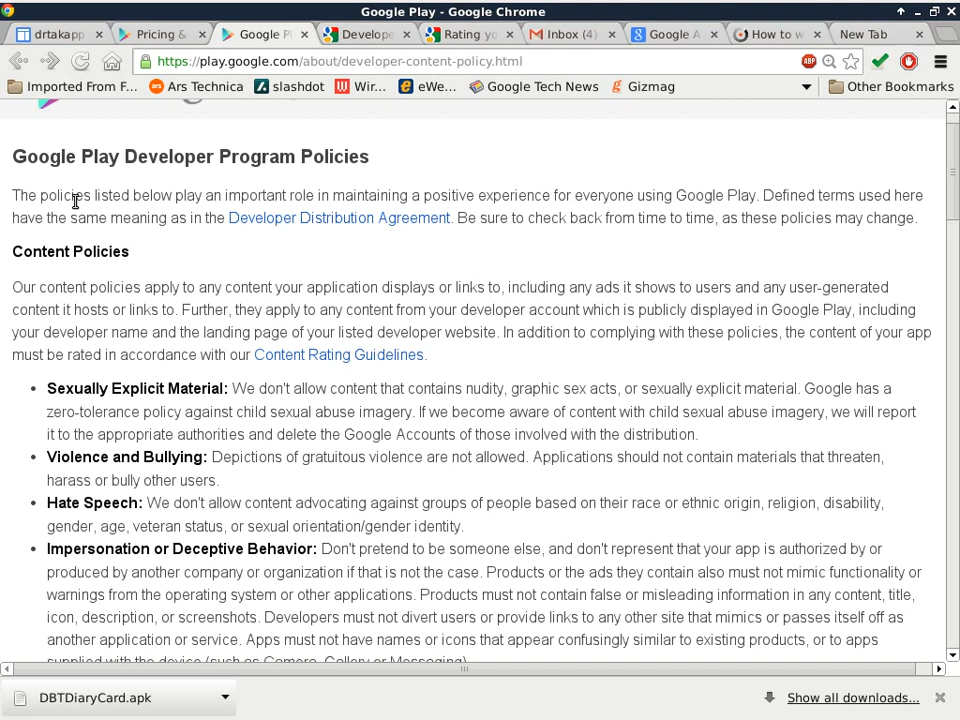 Google Play - Google Chrome
drtakapp
Pricing &
Google P
Develope
Rating yo
Inbox (4)
Google A
How to w
New Tab
https://play.google.com/about/developer-content-policy.html
ABP
Imported From F...
Ars Technica
slashdot
Wir...
eWe...
Google Tech News
Gizmag
Other Bookmarks
Google Play Developer Program Policies
The policies listed below play an important role in maintaining a positive experience for everyone using Google Play. Defined terms used here
have the same meaning as in the Developer Distribution Agreement. Be sure to check back from time to time, as these policies may change.
Content Policies
Our content policies apply to any content your application displays or links to, including any ads it shows to users and any user-generated
content it hosts or links to. Further, they apply to any content from your developer account which is publicly displayed in Google Play, including
your developer name and the landing page of your listed developer website. In addition to complying with these policies, the content of your app
must be rated in accordance with our Content Rating Guidelines.
• Sexually Explicit Material: We don't allow content that contains nudity, graphic sex acts, or sexually explicit material. Google has a
zero-tolerance policy against child sexual abuse imagery. If we become aware of content with child sexual abuse imagery, we will report
it to the appropriate authorities and delete the Google Accounts of those involved with the distribution.
• Violence and Bullying: Depictions of gratuitous violence are not allowed. Applications should not contain materials that threaten,
harass or bully other users.
• Hate Speech: We don't allow content advocating against groups of people based on their race or ethnic origin, religion, disability,
gender, age, veteran status, or sexual orientation/gender identity.
• Impersonation or Deceptive Behavior: Don't pretend to be someone else, and don't represent that your app is authorized by or
produced by another company or organization if that is not the case. Products or the ads they contain also must not mimic functionality or
warnings from the operating system or other applications. Products must not contain false or misleading information in any content, title,
icon, description, or screenshots. Developers must not divert users or provide links to any other site that mimics or passes itself off as
another application or service. Apps must not have names or icons that appear confusingly similar to existing products, or to apps
supplied with the device (such as Camera, Gallery or Messaging).
DBTDiaryCard.apk
Show all downloads...